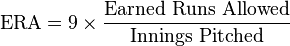 ERA = 9 × Earned Runs Allowed / Innings Pitched